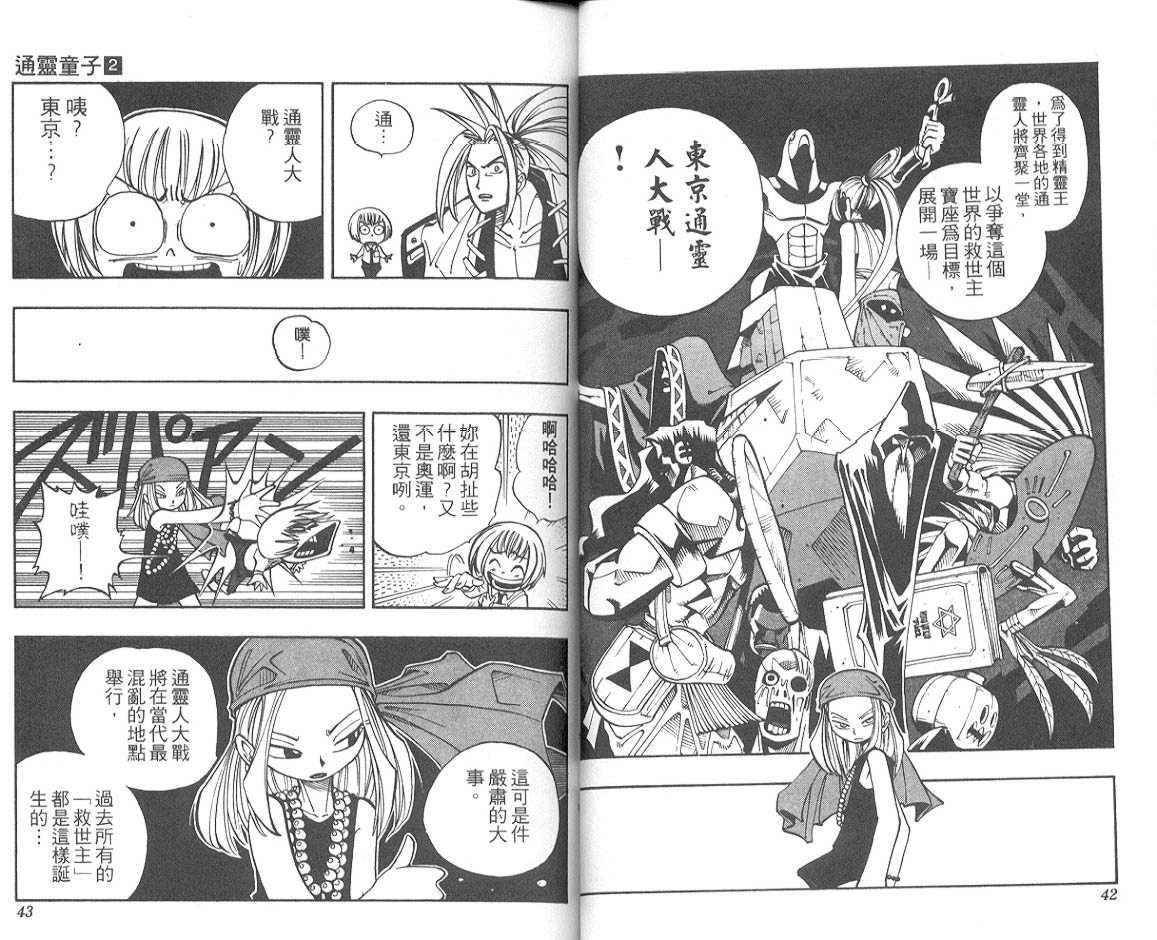 為了得到精靈王
，世界各地的通
靈人將齊聚一堂，
以爭奪這個
世界的救世主
寶座為目標，
展開一場─
東京通靈
人大戰─
！
42
通靈童子2
通…
通靈人大
戰？
咦？
東京…？
噗─
啊哈哈哈！
妳在胡扯些
什麼啊？又
不是奧運，
還東京咧。
ズパァン
哇噗─！
這可是件
嚴肅的大
事。
通靈人大戰
將在當代最
混亂的地點
舉行，
過去所有的
「救世主」
都是這樣誕
生的…
43